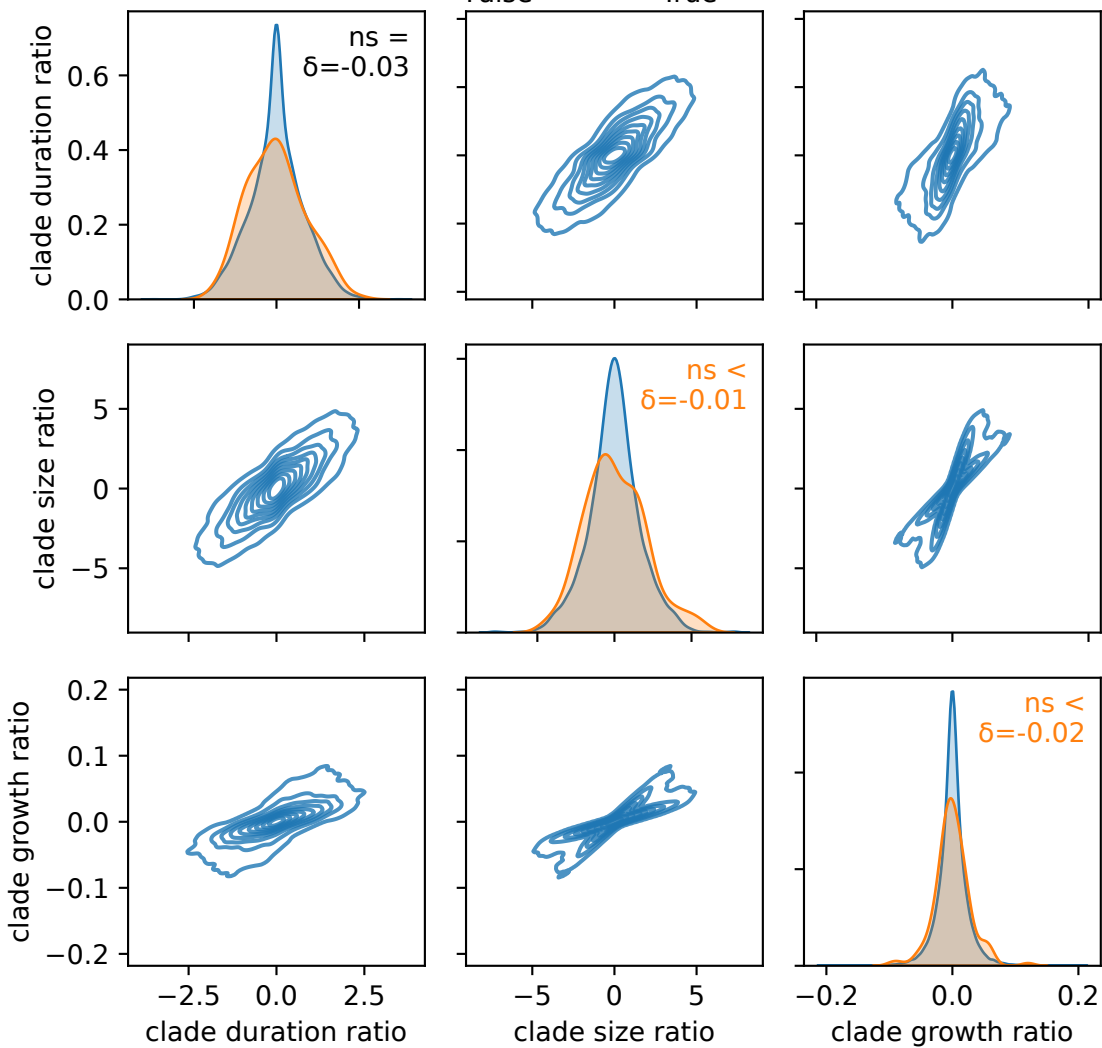 ns =
δ=-0.03
clade duration ratio
0.6
0.4
0.2
0.0
ns <
δ=-0.01
clade size ratio
5
0
−5
ns <
δ=-0.02
clade growth ratio
0.2
0.1
0.0
−0.1
−0.2
−2.5 0.0 2.5
−5 0 5
−0.2 0.0 0.2
clade duration ratio
clade size ratio
clade growth ratio